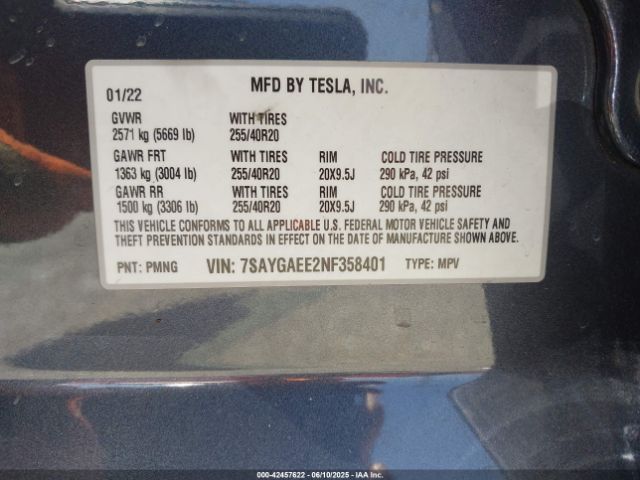 01/22 MFD BY TESLA, INC.
GVWR WITH TIRES
2571 kg (5669 lb) 255/40R20
GAWR FRT WITH TIRES RIM COLD TIRE PRESSURE
1363 kg (3004 lb) 255/40R20 20X9.5J 290 kPa, 42 psi
GAWR RR WITH TIRES RIM COLD TIRE PRESSURE
1500 kg (3306 lb) 255/40R20 20X9.5J 290 kPa, 42 psi
THIS VEHICLE CONFORMS TO ALL APPLICABLE U.S. FEDERAL MOTOR VEHICLE SAFETY AND
THEFT PREVENTION STANDARDS IN EFFECT ON THE DATE OF MANUFACTURE SHOWN ABOVE.
PNT: PMNG VIN: 7SAYGAEE2NF358401 TYPE: MPV
000-42457622 - 06/10/2025 - COPYRIGHT IAA, LLC.